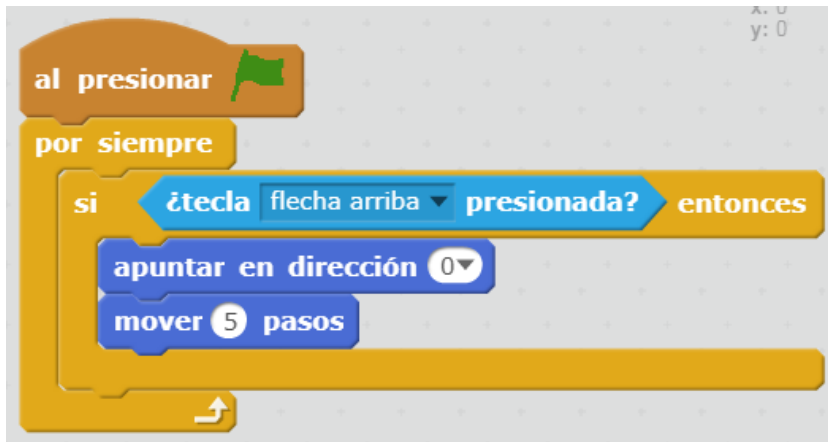 x: 0
y: 0
al presionar
por siempre
si ¿tecla flecha arriba presionada? entonces
apuntar en dirección 0
mover 5 pasos